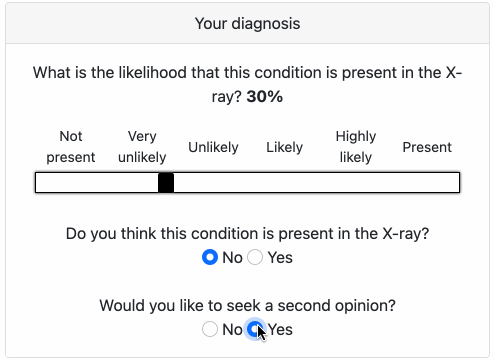 Your diagnosis
What is the likelihood that this condition is present in the X-
ray? 30%
Not present Very unlikely Unlikely Likely Highly likely Present
Do you think this condition is present in the X-ray?
No Yes
Would you like to seek a second opinion?
No Yes